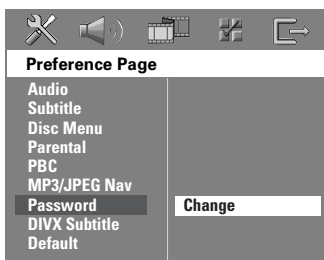 Preference Page
Audio
Subtitle
Disc Menu
Parental
PBC
MP3/JPEG Nav
Password Change
DIVX Subtitle
Default